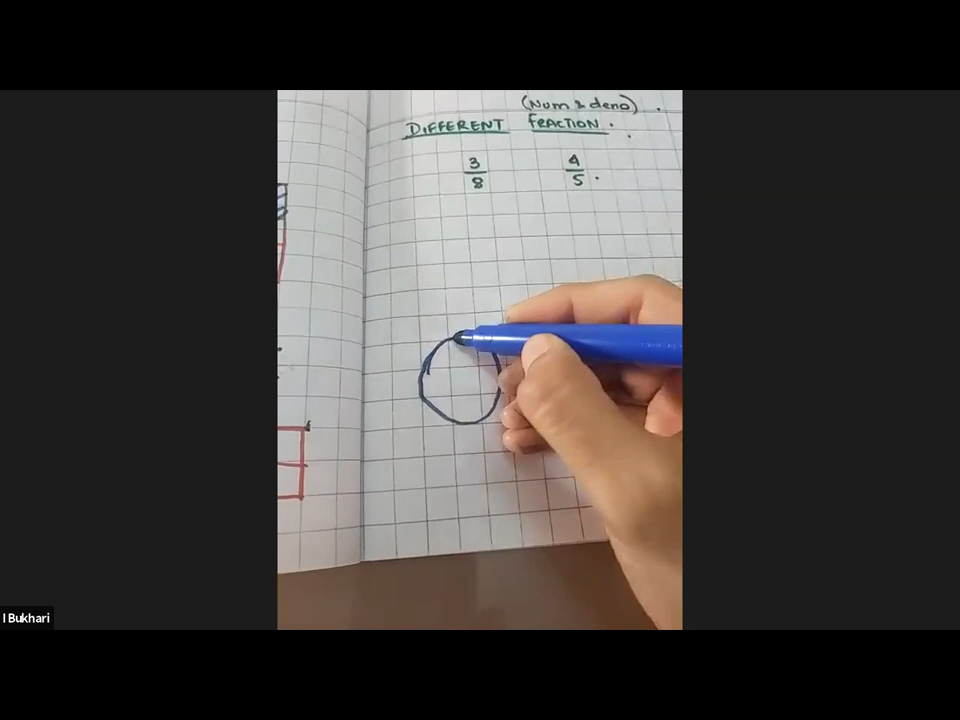 (Num & deno) .
DIFFERENT FRACTION .
3/8 4/5 .
I Bukhari